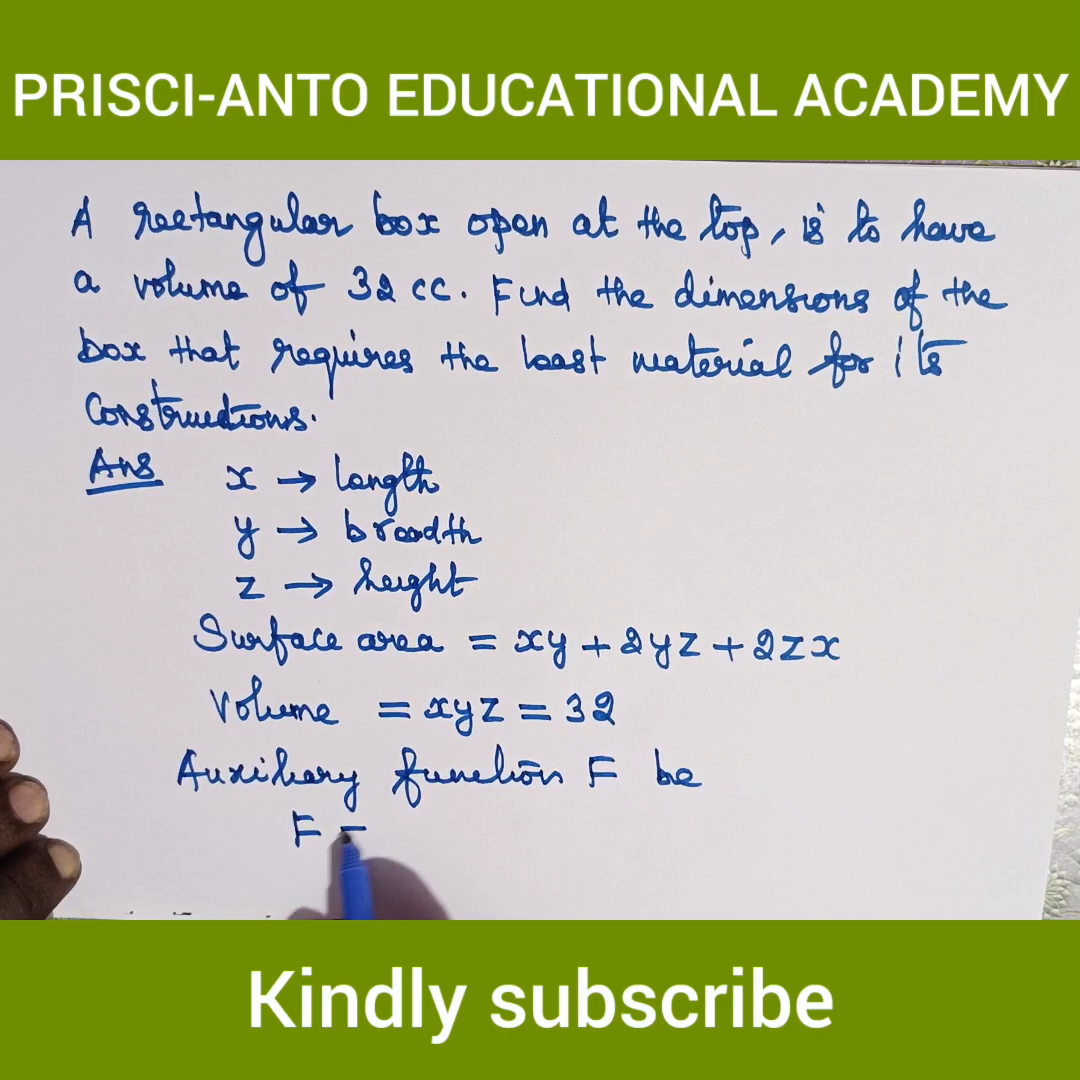 PRISCI-ANTO EDUCATIONAL ACADEMY
A rectangular box open at the top, is to have
a volume of 32 cc. Find the dimensions of the
box that requires the least material for its
Constructions.
Ans x → length
y → breadth
z → height
Surface area = xy + 2yz + 2zx
Volume = xyz = 32
Auxiliary function F be
F =
Kindly subscribe